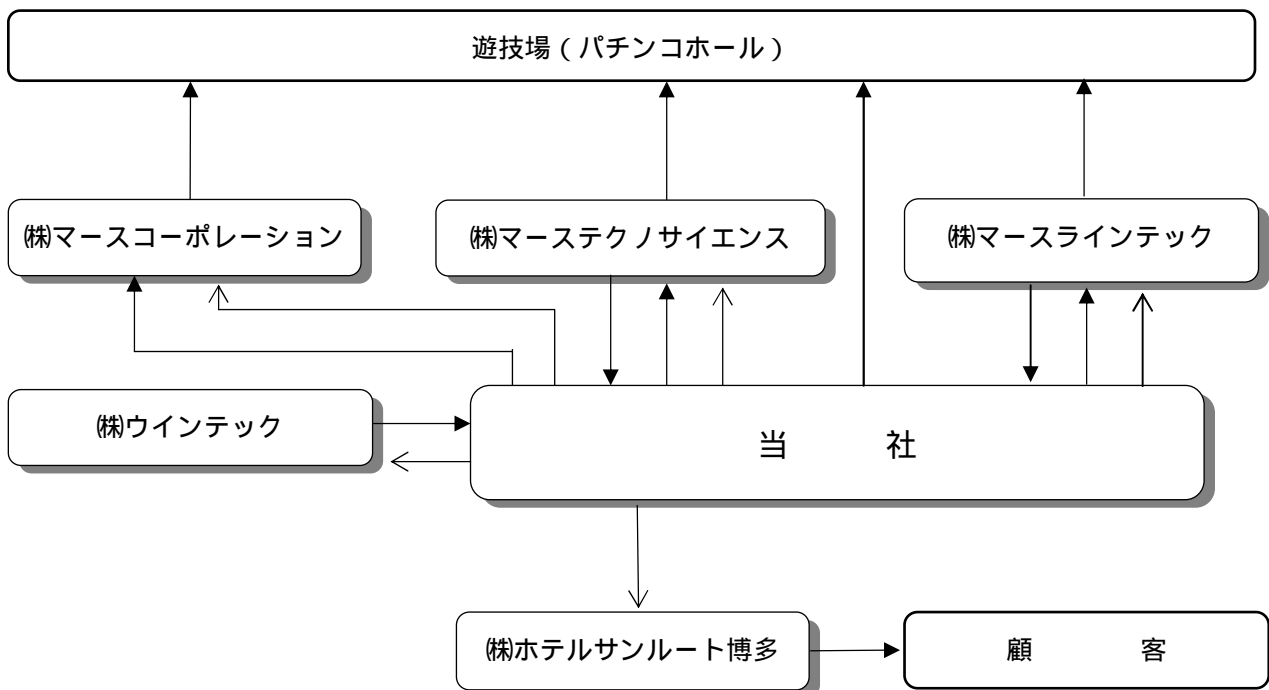 遊技場（パチンコホール）
㈱マースコーポレーション
㈱マーステクノサイエンス
㈱マースラインテック
㈱ウインテック
当　　　社
㈱ホテルサンルート博多
顧　　　客